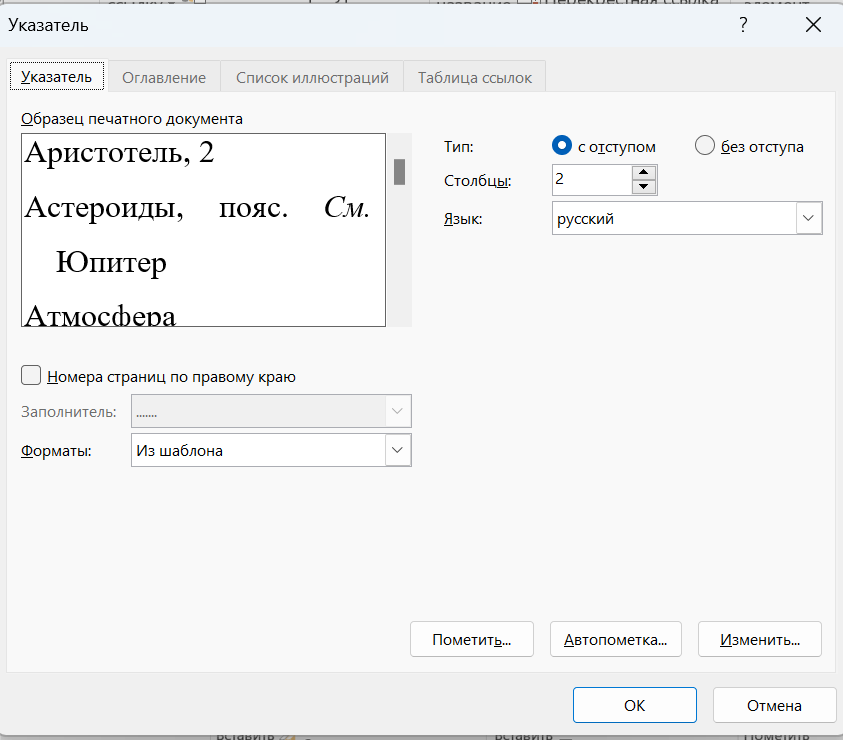 Указатель ?
Указатель Оглавление Список иллюстраций Таблица ссылок
Образец печатного документа
Аристотель, 2
Астероиды, пояс. См.
Юпитер
Атмосфера
Тип: с отступом без отступа
Столбцы: 2
Язык: русский
Номера страниц по правому краю
Заполнитель: .......
Форматы: Из шаблона
Пометить... Автопометка... Изменить...
ОК Отмена